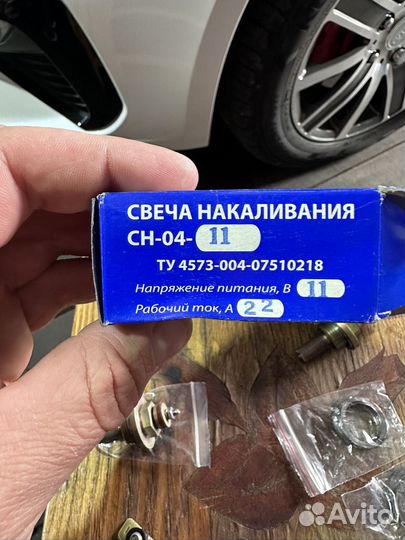 СВЕЧА НАКАЛИВАНИЯ
СН-04-11
ТУ 4573-004-07510218
Напряжение питания, В 11
Рабочий ток, А 22
Avito